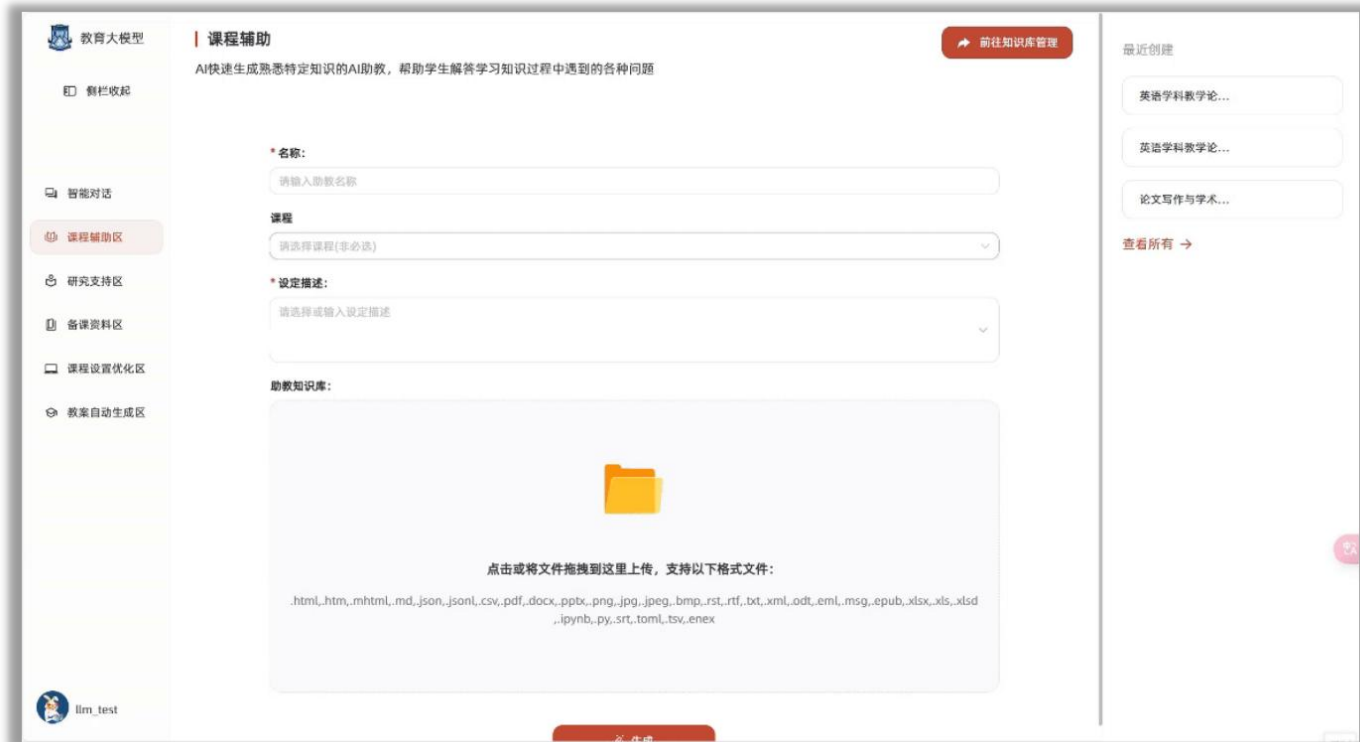 教育大模型
侧栏收起
智能对话
课程辅助区
研究支持区
备课资料区
课程设置优化区
教案自动生成区
llm_test
课程辅助
前往知识库管理
AI快速生成熟悉特定知识的AI助教，帮助学生解答学习知识过程中遇到的各种问题
* 名称：
请输入助教名称
课程
请选择课程(非必选)
* 设定描述：
请选择或输入设定描述
助教知识库：
点击或将文件拖拽到这里上传，支持以下格式文件：
.html,.htm,.mhtml,.md,.json,.jsonl,.csv,.pdf,.docx,.pptx,.png,.jpg,.jpeg,.bmp,.rst,.rtf,.txt,.xml,.odt,.eml,.msg,.epub,.xlsx,.xls,.xlsd
,.ipynb,.py,.srt,.toml,.tsv,.enex
生成
最近创建
英语学科教学论...
英语学科教学论...
论文写作与学术...
查看所有 →